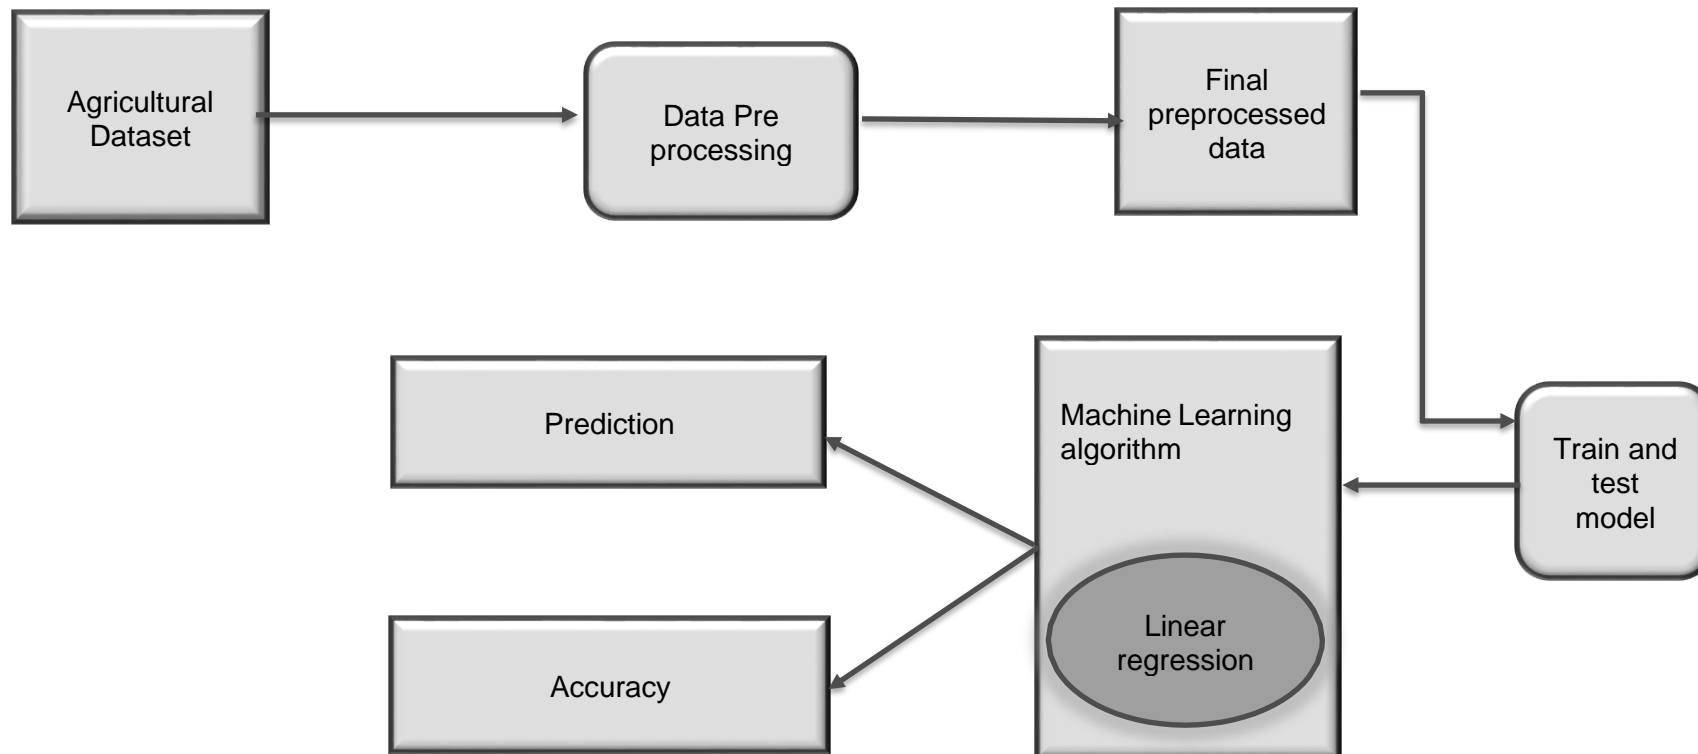 Agricultural
Dataset
Data Pre
processing
Final
preprocessed
data
Train and
test
model
Machine Learning
algorithm
Linear
regression
Prediction
Accuracy